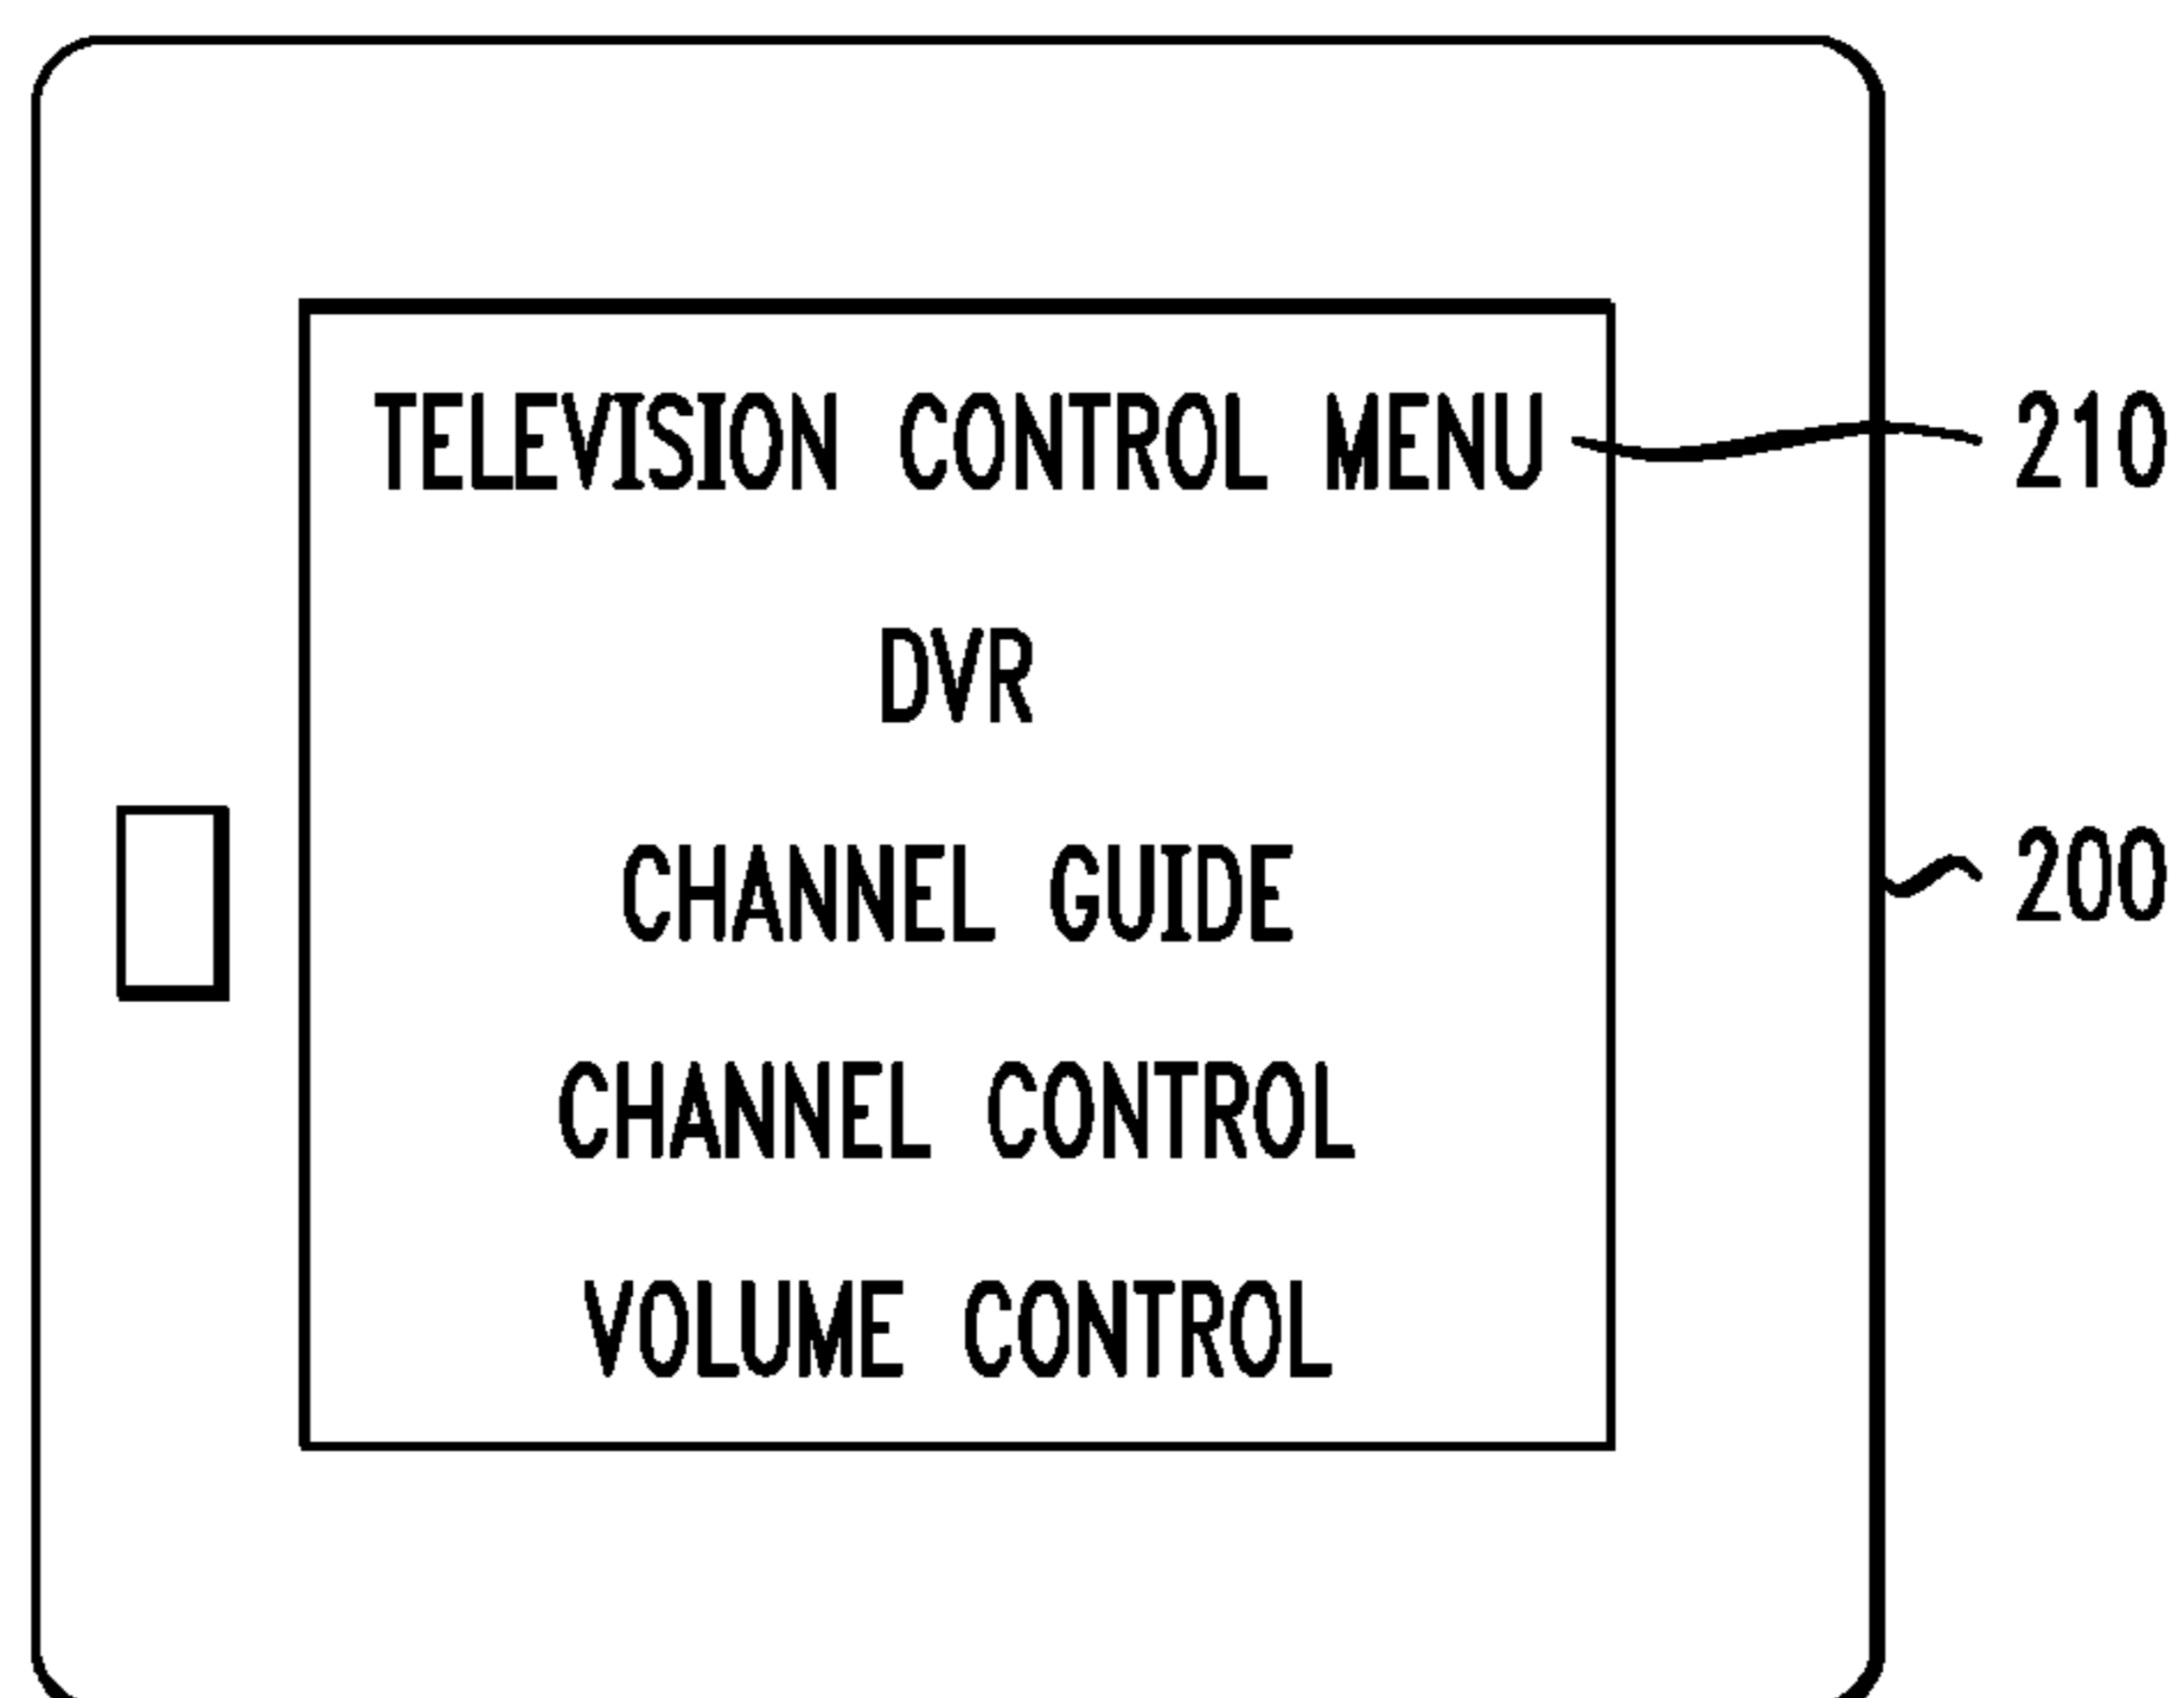 TELEVISION CONTROL MENU 210
DVR
CHANNEL GUIDE 200
CHANNEL CONTROL
VOLUME CONTROL